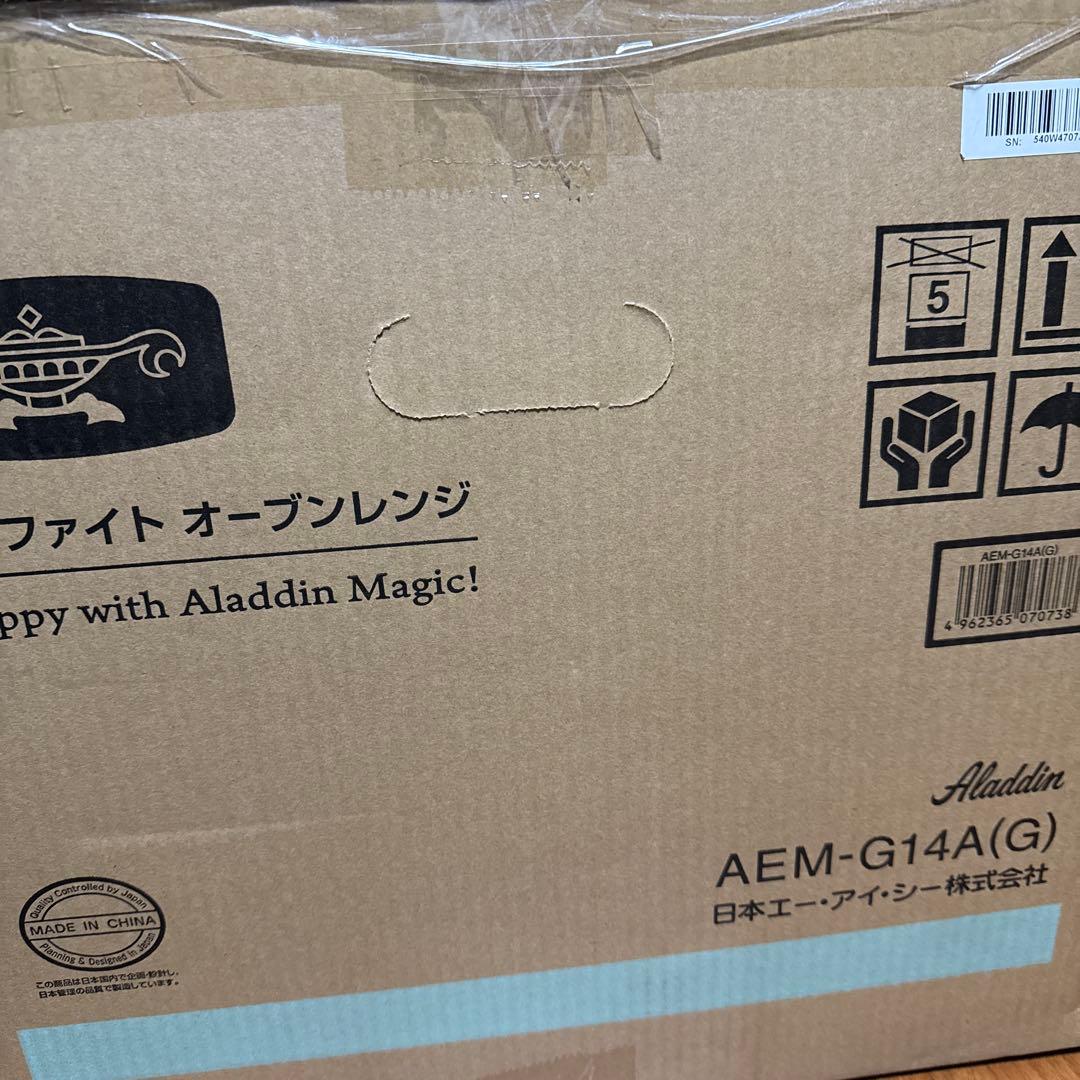 SN: 540W4707
5
ファイト オーブンレンジ
ppy with Aladdin Magic!
AEM-G14A(G)
4 962365 070738
Aladdin
AEM-G14A(G)
日本エー・アイ・シー株式会社
Quality Controlled by Japan
MADE IN CHINA
Planning & Designed in Japan
この商品は日本国内で企画・設計し、
日本管理の品質で製造しています。